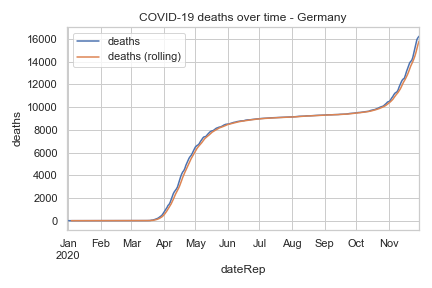 COVID-19 deaths over time - Germany
deaths
deaths (rolling)
16000
14000
12000
10000
8000
6000
4000
2000
0
deaths
Jan Feb Mar Apr May Jun Jul Aug Sep Oct Nov
2020
dateRep